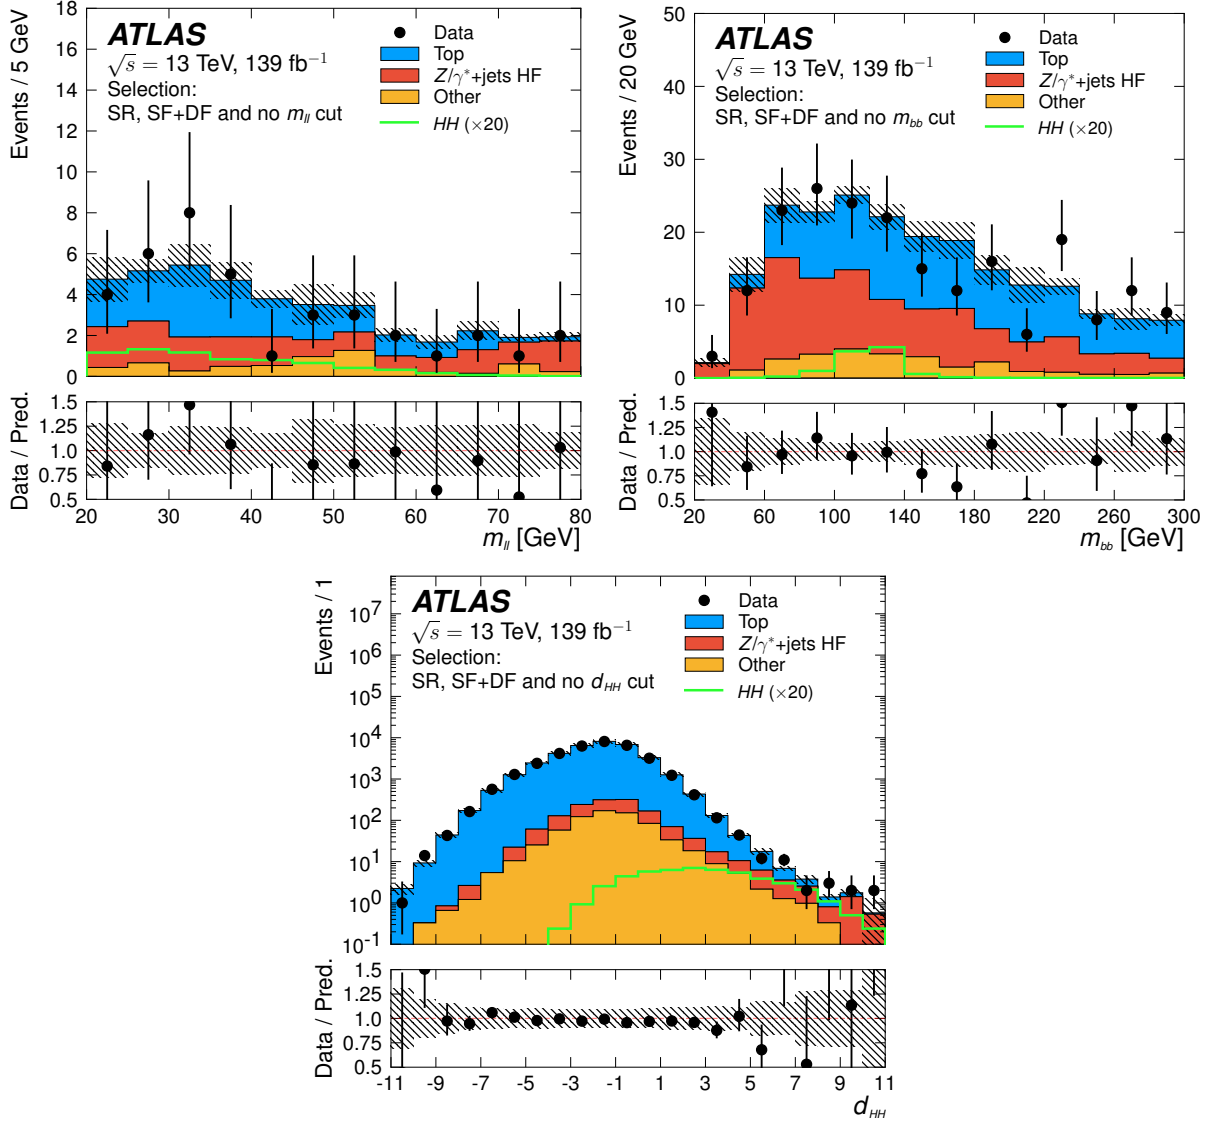 ATLAS
√s = 13 TeV, 139 fb⁻¹
Selection:
SR, SF+DF and no mll cut
Data
Top
Z/γ*+jets HF
Other
HH (×20)
Events / 5 GeV
18
16
14
12
10
8
6
4
2
0
Data / Pred.
1.5
1.25
1.0
0.75
0.5
20 30 40 50 60 70 80
mll [GeV]
ATLAS
√s = 13 TeV, 139 fb⁻¹
Selection:
SR, SF+DF and no mbb cut
Data
Top
Z/γ*+jets HF
Other
HH (×20)
Events / 20 GeV
50
40
30
20
10
0
Data / Pred.
1.5
1.25
1.0
0.75
0.5
20 60 100 140 180 220 260 300
mbb [GeV]
ATLAS
√s = 13 TeV, 139 fb⁻¹
Selection:
SR, SF+DF and no dHH cut
Data
Top
Z/γ*+jets HF
Other
HH (×20)
Events / 1
10⁷
10⁶
10⁵
10⁴
10³
10²
10¹
10⁰
10⁻¹
Data / Pred.
1.5
1.25
1.0
0.75
0.5
-11 -9 -7 -5 -3 -1 1 3 5 7 9 11
dHH